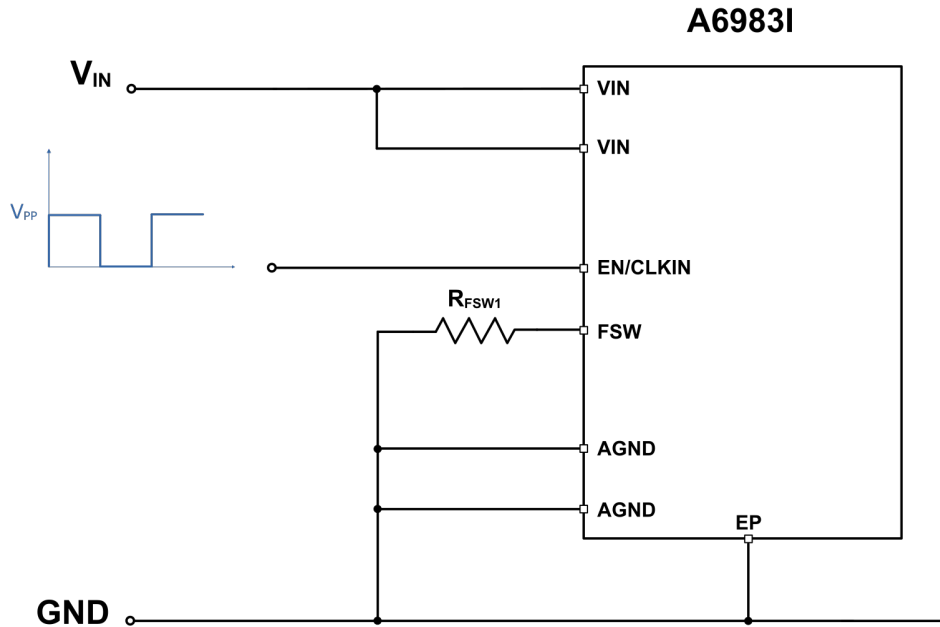 A6983I
VIN
VIN
VIN
VPP
EN/CLKIN
RFSW1
FSW
AGND
AGND
EP
GND